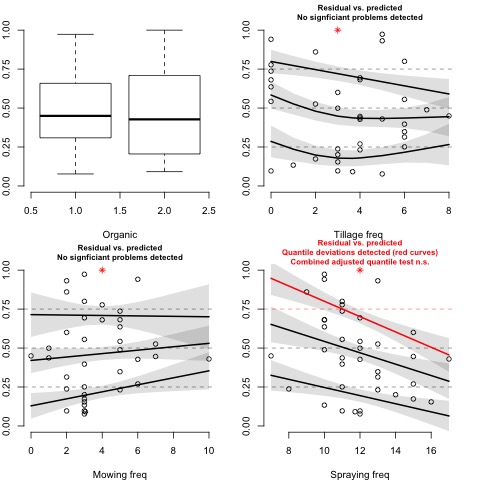 0.00 0.25 0.50 0.75 1.00
0.5 1.0 1.5 2.0 2.5
Organic
Residual vs. predicted
No signficiant problems detected
0.00 0.25 0.50 0.75 1.00
0 2 4 6 8
Tillage freq
Residual vs. predicted
No signficiant problems detected
0.00 0.25 0.50 0.75 1.00
0 2 4 6 8 10
Mowing freq
Residual vs. predicted
Quantile deviations detected (red curves)
Combined adjusted quantile test n.s.
0.00 0.25 0.50 0.75 1.00
8 10 12 14 16
Spraying freq